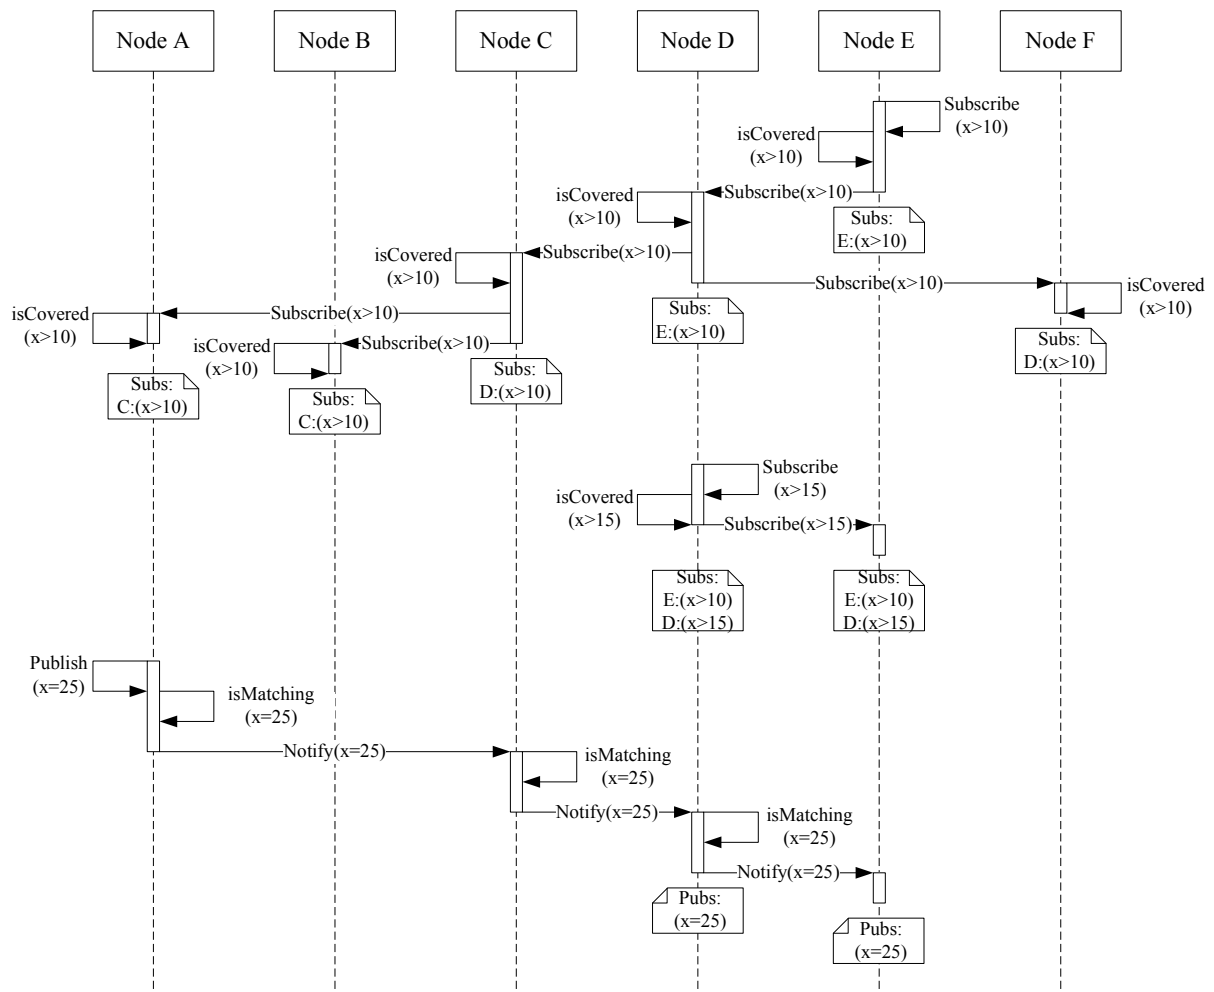 Node A
Node B
Node C
Node D
Node E
Node F
Subscribe
(x>10)
isCovered
(x>10)
Subscribe(x>10)
isCovered
(x>10)
Subs:
E:(x>10)
Subscribe(x>10)
isCovered
(x>10)
Subscribe(x>10)
isCovered
(x>10)
Subs:
E:(x>10)
Subscribe(x>10)
isCovered
(x>10)
Subs:
D:(x>10)
Subscribe(x>10)
isCovered
(x>10)
Subs:
D:(x>10)
Subs:
C:(x>10)
Subs:
C:(x>10)
Subscribe
(x>15)
isCovered
(x>15)
Subscribe(x>15)
Subs:
E:(x>10)
D:(x>15)
Subs:
E:(x>10)
D:(x>15)
Publish
(x=25)
isMatching
(x=25)
Notify(x=25)
isMatching
(x=25)
Notify(x=25)
isMatching
(x=25)
Notify(x=25)
Pubs:
(x=25)
Pubs:
(x=25)